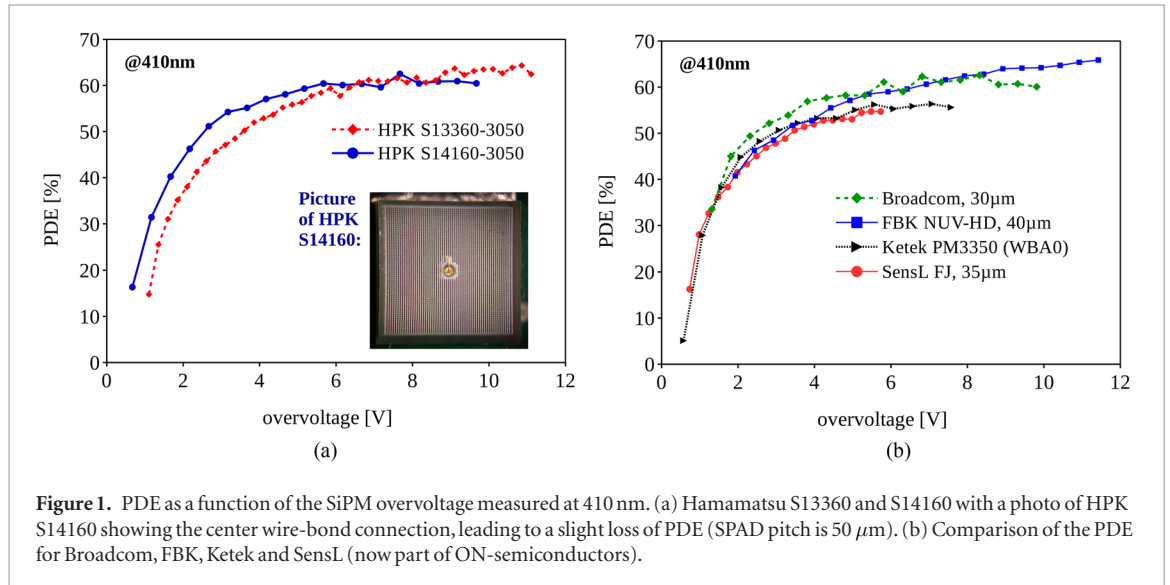 @410nm
HPK S13360-3050
HPK S14160-3050
Picture
of HPK
S14160:
PDE [%]
70
60
50
40
30
20
10
0
0 2 4 6 8 10 12
overvoltage [V]
(a)
@410nm
Broadcom, 30µm
FBK NUV-HD, 40µm
Ketek PM3350 (WBA0)
SensL FJ, 35µm
PDE [%]
70
60
50
40
30
20
10
0
0 2 4 6 8 10 12
overvoltage [V]
(b)
Figure 1. PDE as a function of the SiPM overvoltage measured at 410 nm. (a) Hamamatsu S13360 and S14160 with a photo of HPK
S14160 showing the center wire-bond connection, leading to a slight loss of PDE (SPAD pitch is 50 μm). (b) Comparison of the PDE
for Broadcom, FBK, Ketek and SensL (now part of ON-semiconductors).